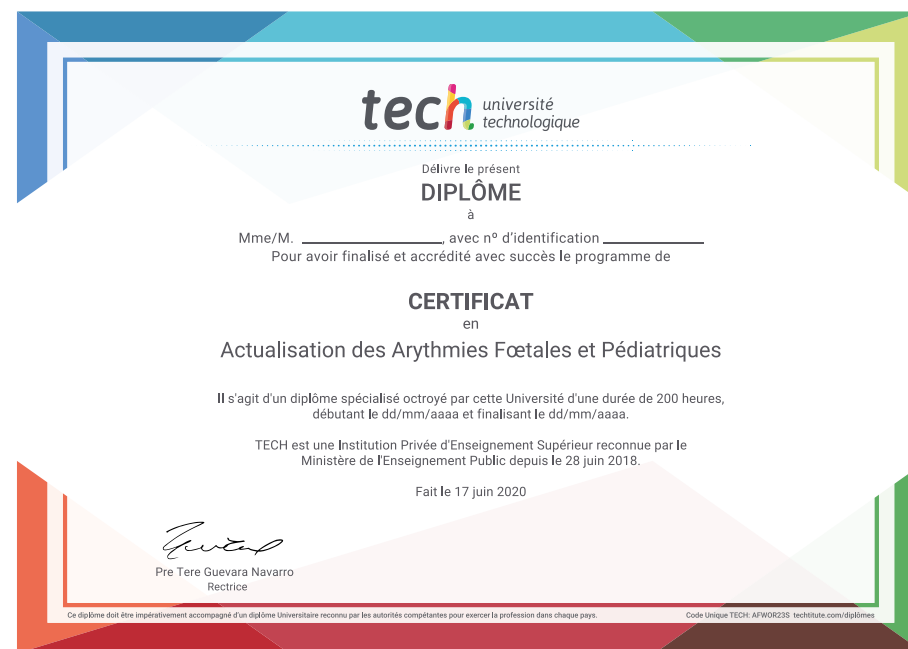 tech université
technologique
Délivre le présent
DIPLÔME
à
Mme/M. ____________________, avec nº d'identification ______________
Pour avoir finalisé et accrédité avec succès le programme de
CERTIFICAT
en
Actualisation des Arythmies Fœtales et Pédiatriques
Il s'agit d'un diplôme spécialisé octroyé par cette Université d'une durée de 200 heures,
débutant le dd/mm/aaaa et finalisant le dd/mm/aaaa.
TECH est une Institution Privée d'Enseignement Supérieur reconnue par le
Ministère de l'Enseignement Public depuis le 28 juin 2018.
Fait le 17 juin 2020
Pre Tere Guevara Navarro
Rectrice
Ce diplôme doit être impérativement accompagné d'un diplôme Universitaire reconnu par les autorités compétantes pour exercer la profession dans chaque pays. Code Unique TECH: AFWOR23S techtitute.com/diplômes